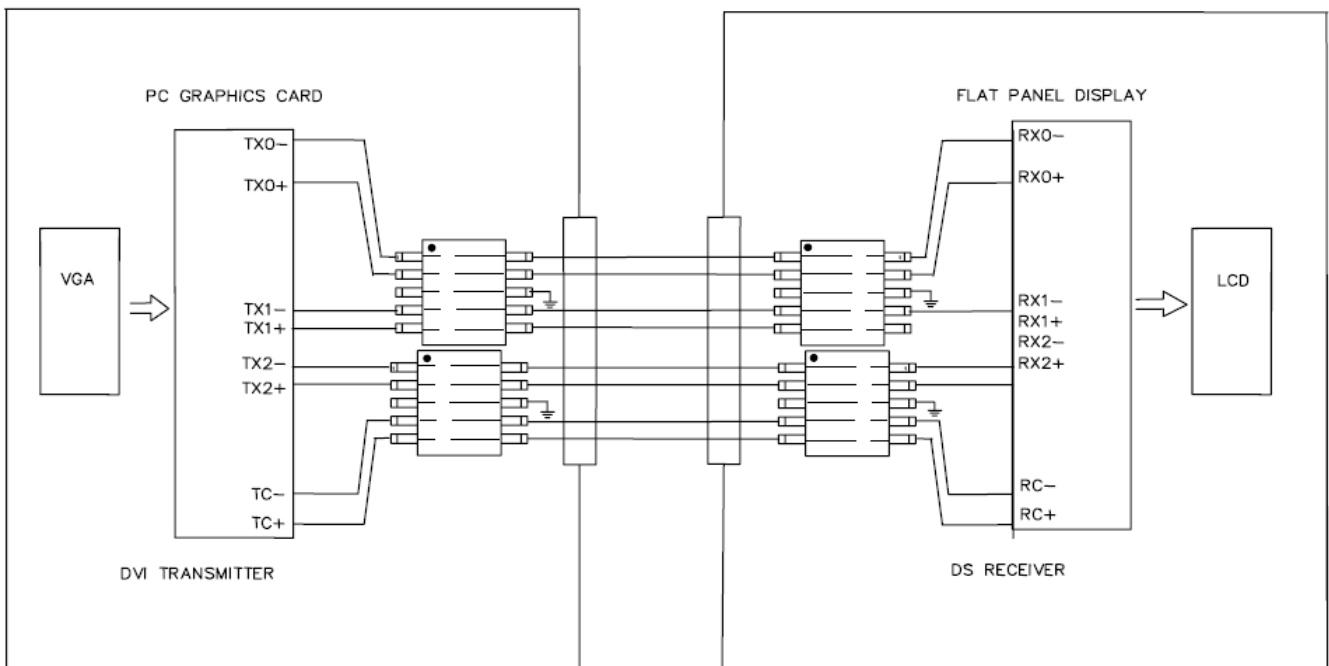 PC GRAPHICS CARD
FLAT PANEL DISPLAY
TX0-
TX0+
TX1-
TX1+
TX2-
TX2+
TC-
TC+
VGA
DVI TRANSMITTER
RX0-
RX0+
RX1-
RX1+
RX2-
RX2+
RC-
RC+
LCD
DS RECEIVER